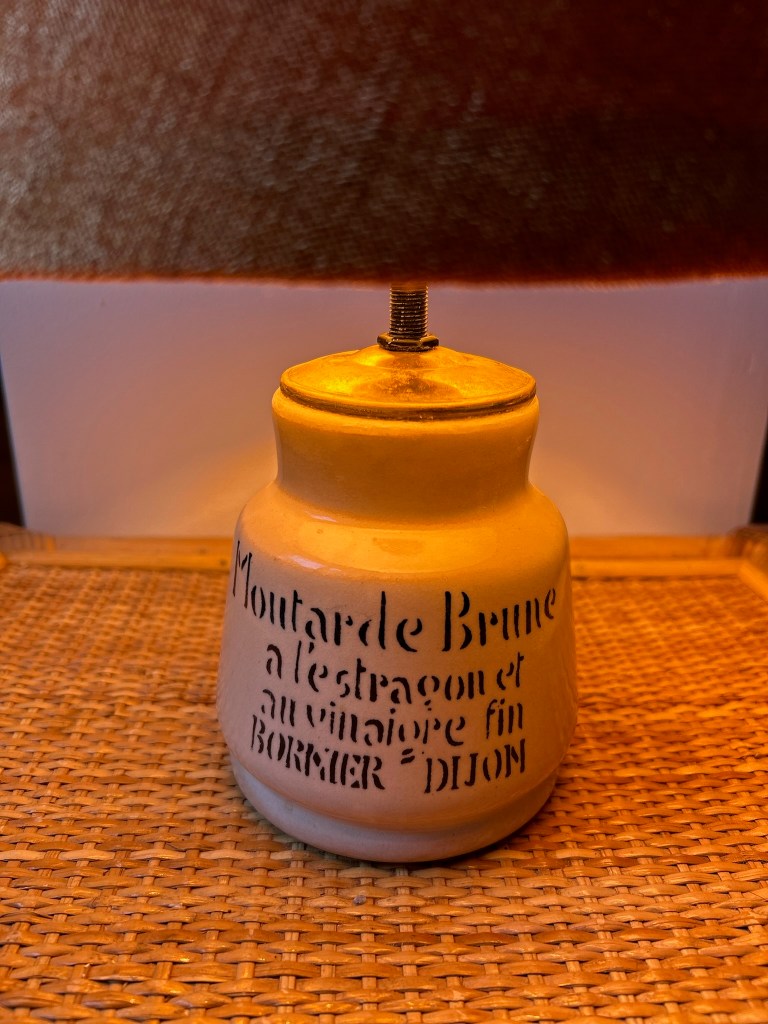 Moutarde Brune
a l'estragon et
au vinaigre fin
BORNIER = DIJON